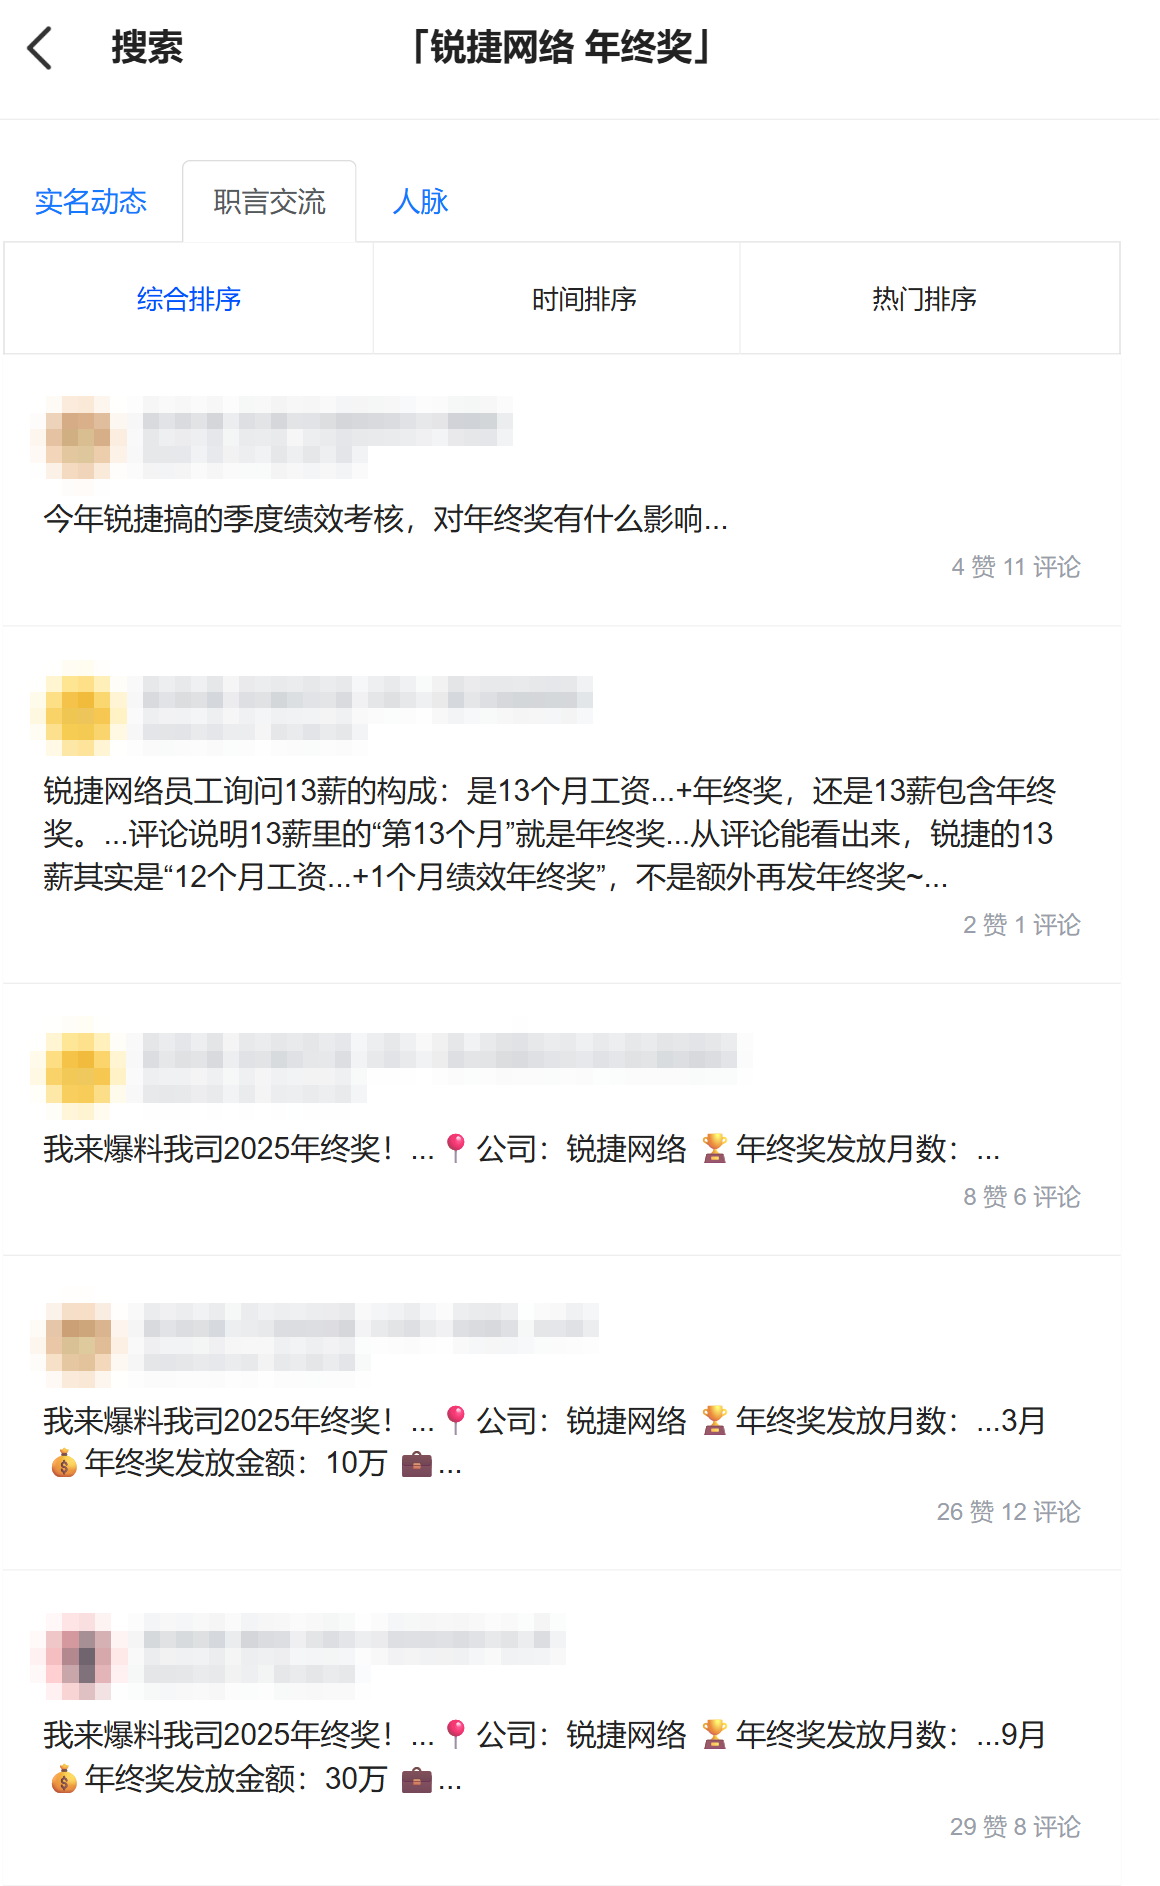 搜索 「锐捷网络 年终奖」
实名动态 职言交流 人脉
综合排序 时间排序 热门排序
今年锐捷搞的季度绩效考核，对年终奖有什么影响...
4 赞 11 评论
锐捷网络员工询问13薪的构成：是13个月工资...+年终奖，还是13薪包含年终
奖。...评论说明13薪里的“第13个月”就是年终奖...从评论能看出来，锐捷的13
薪其实是“12个月工资...+1个月绩效年终奖”，不是额外再发年终奖~...
2 赞 1 评论
我来爆料我司2025年终奖！...📍公司：锐捷网络 🏆年终奖发放月数：...
8 赞 6 评论
我来爆料我司2025年终奖！...📍公司：锐捷网络 🏆年终奖发放月数：...3月
💰年终奖发放金额：10万 💼...
26 赞 12 评论
我来爆料我司2025年终奖！...📍公司：锐捷网络 🏆年终奖发放月数：...9月
💰年终奖发放金额：30万 💼...
29 赞 8 评论